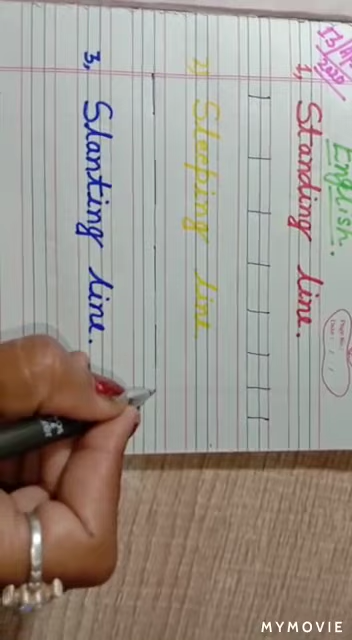 English.
1, Standing line.
2, Sleeping line
3, Slanting line.
MYMOVIE